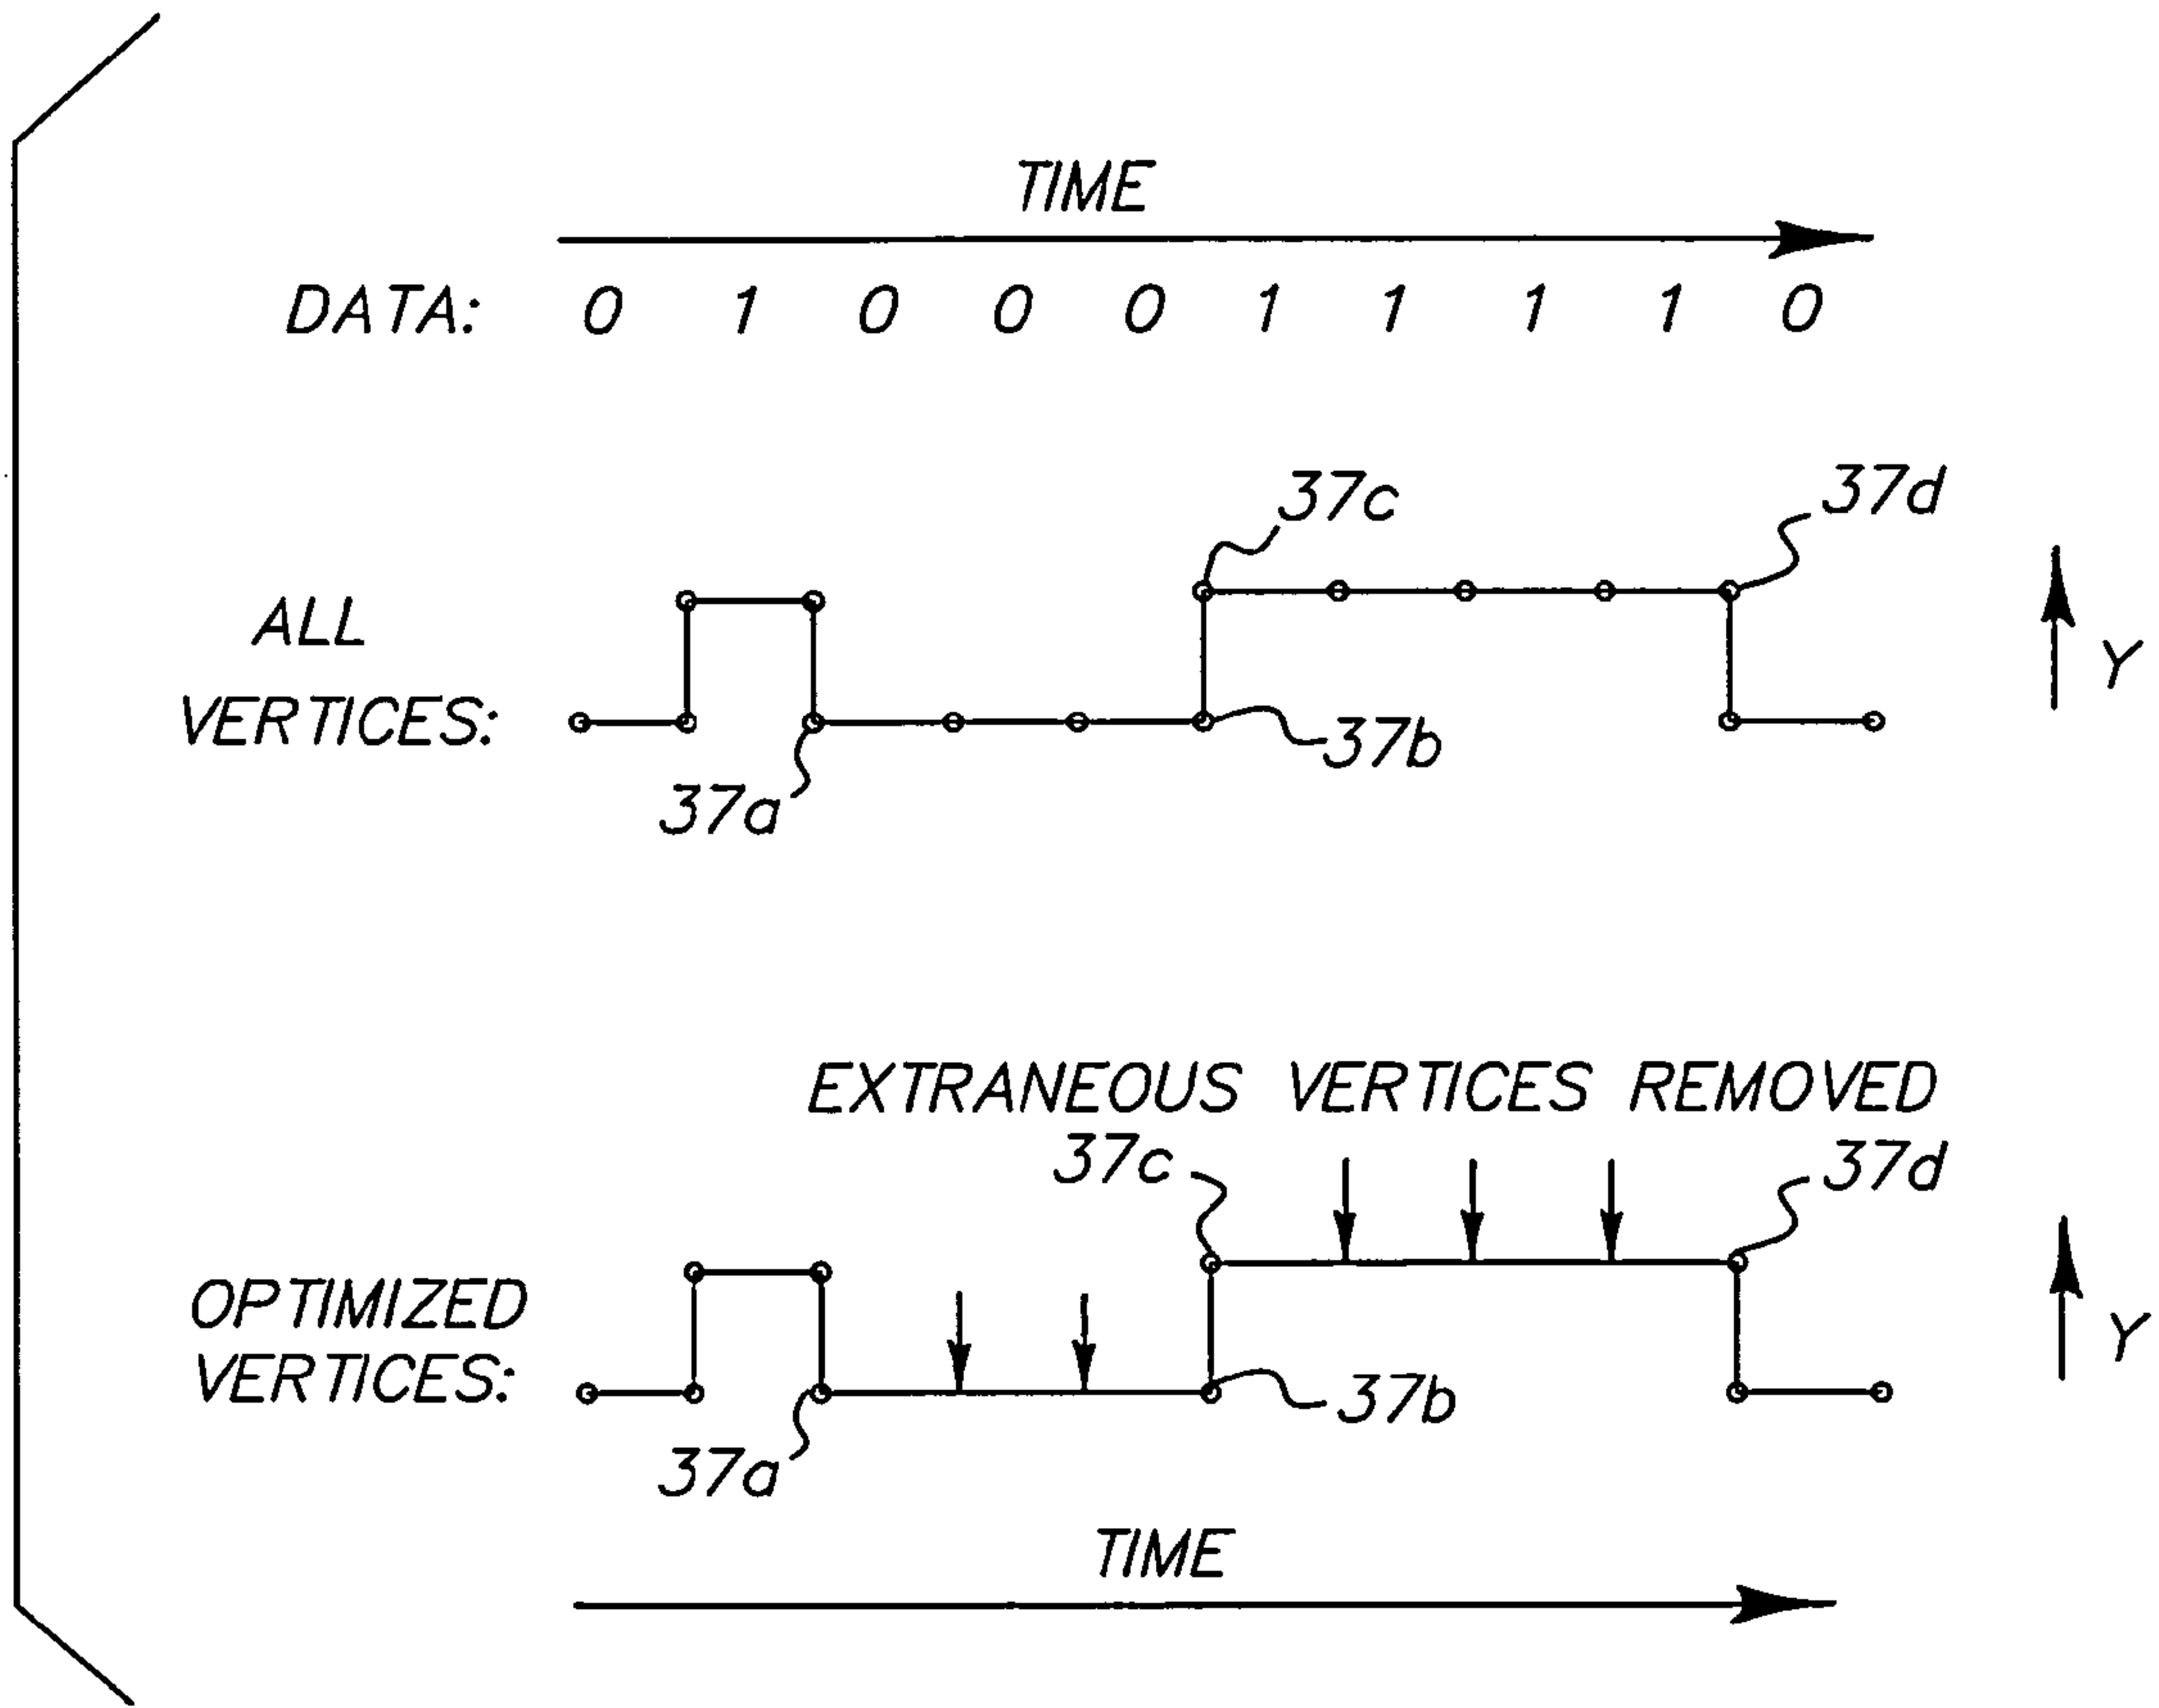 TIME
DATA: 0 1 0 0 0 1 1 1 1 0
37c 37d
ALL
VERTICES:
Y
37b
37a
EXTRANEOUS VERTICES REMOVED
37c 37d
OPTIMIZED
VERTICES:
Y
37b
37a
TIME